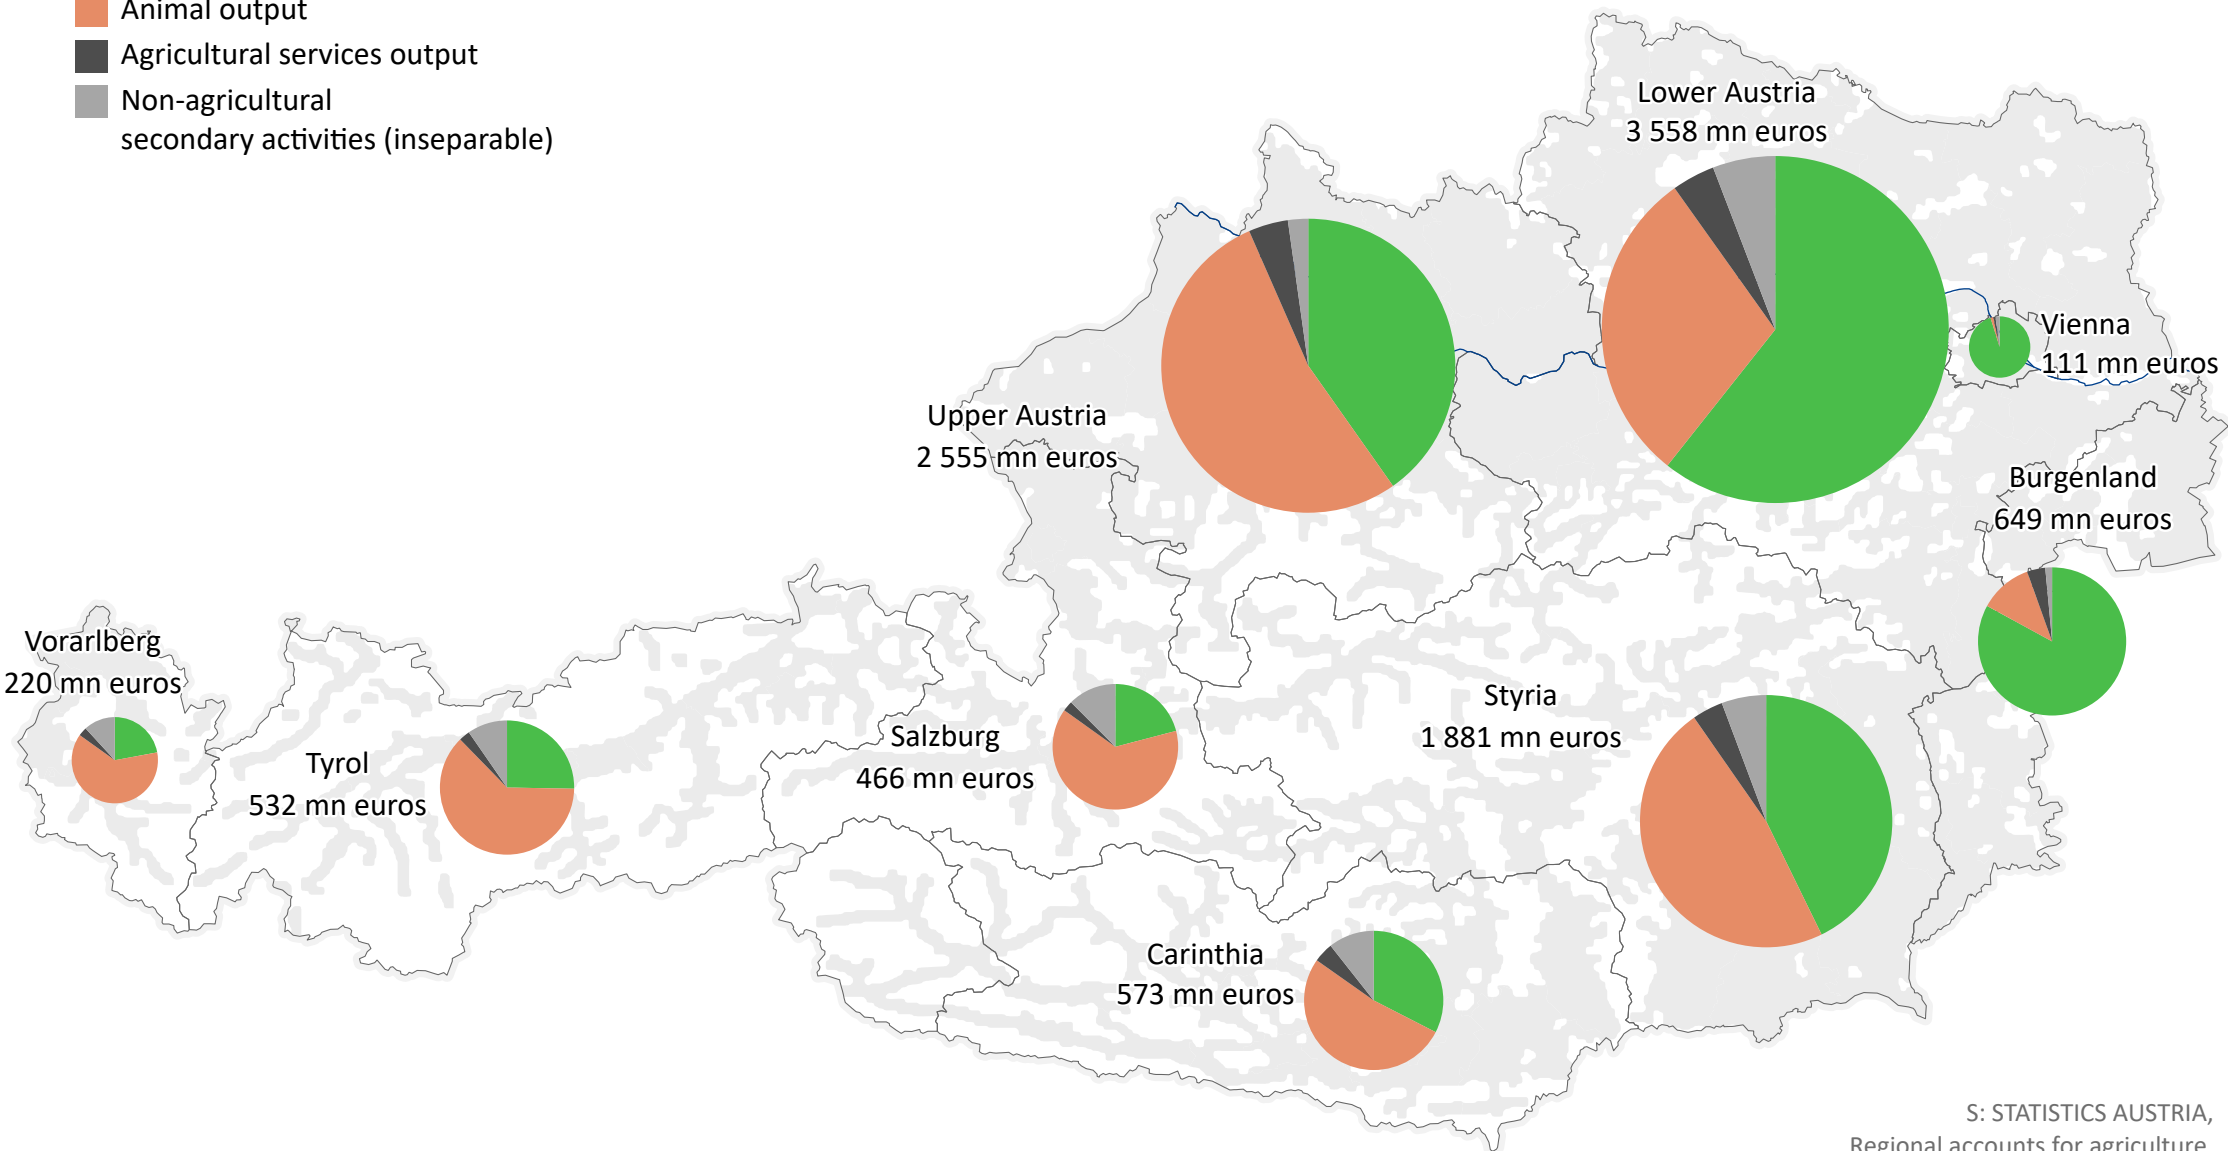 Animal output
Agricultural services output
Non-agricultural
secondary activities (inseparable)
Lower Austria
3 558 mn euros
Vienna
111 mn euros
Upper Austria
2 555 mn euros
Burgenland
649 mn euros
Vorarlberg
220 mn euros
Styria
1 881 mn euros
Salzburg
466 mn euros
Tyrol
532 mn euros
Carinthia
573 mn euros
S: STATISTICS AUSTRIA,
Regional accounts for agriculture.